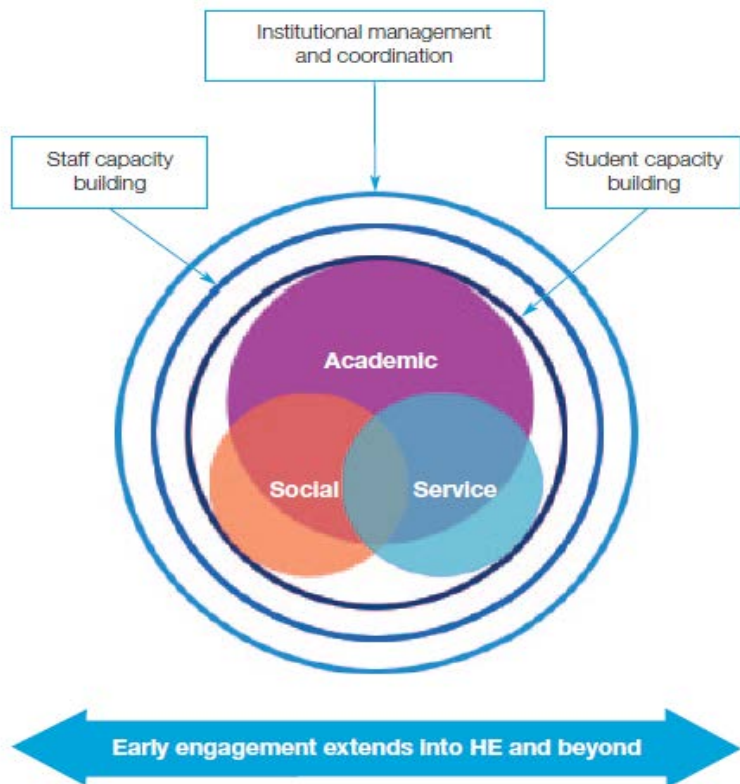 Institutional management
and coordination
Staff capacity
building
Student capacity
building
Academic
Social
Service
Early engagement extends into HE and beyond